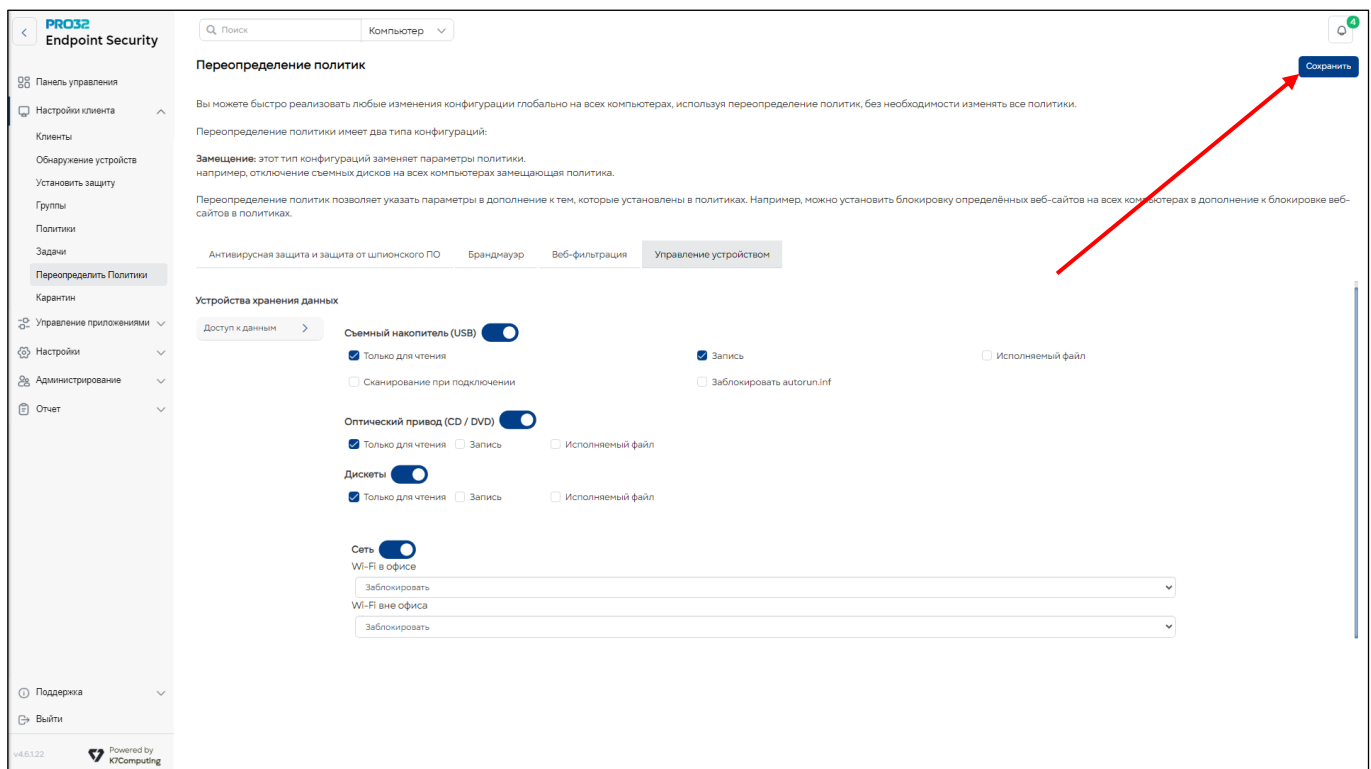 PRO32
Endpoint Security
Поиск
Компьютер
4
Панель управления
Настройки клиента
Клиенты
Обнаружение устройств
Установить защиту
Группы
Политики
Задачи
Переопределить Политики
Карантин
Управление приложениями
Настройки
Администрирование
Отчет
Поддержка
Выйти
v4.6.1.22
Powered by
K7Computing
Переопределение политик
Сохранить
Вы можете быстро реализовать любые изменения конфигурации глобально на всех компьютерах, используя переопределение политик, без необходимости изменять все политики.
Переопределение политики имеет два типа конфигураций:
Замещение: этот тип конфигураций заменяет параметры политики.
например, отключение съемных дисков на всех компьютерах замещающая политика.
Переопределение политик позволяет указать параметры в дополнение к тем, которые установлены в политиках. Например, можно установить блокировку определённых веб-сайтов на всех компьютерах в дополнение к блокировке веб-
сайтов в политиках.
Антивирусная защита и защита от шпионского ПО Брандмауэр Веб-фильтрация Управление устройством
Устройства хранения данных
Доступ к данным
Съемный накопитель (USB)
Только для чтения Запись Исполняемый файл
Сканирование при подключении Заблокировать autorun.inf
Оптический привод (CD / DVD)
Только для чтения Запись Исполняемый файл
Дискеты
Только для чтения Запись Исполняемый файл
Сеть
Wi-Fi в офисе
Заблокировать
Wi-Fi вне офиса
Заблокировать